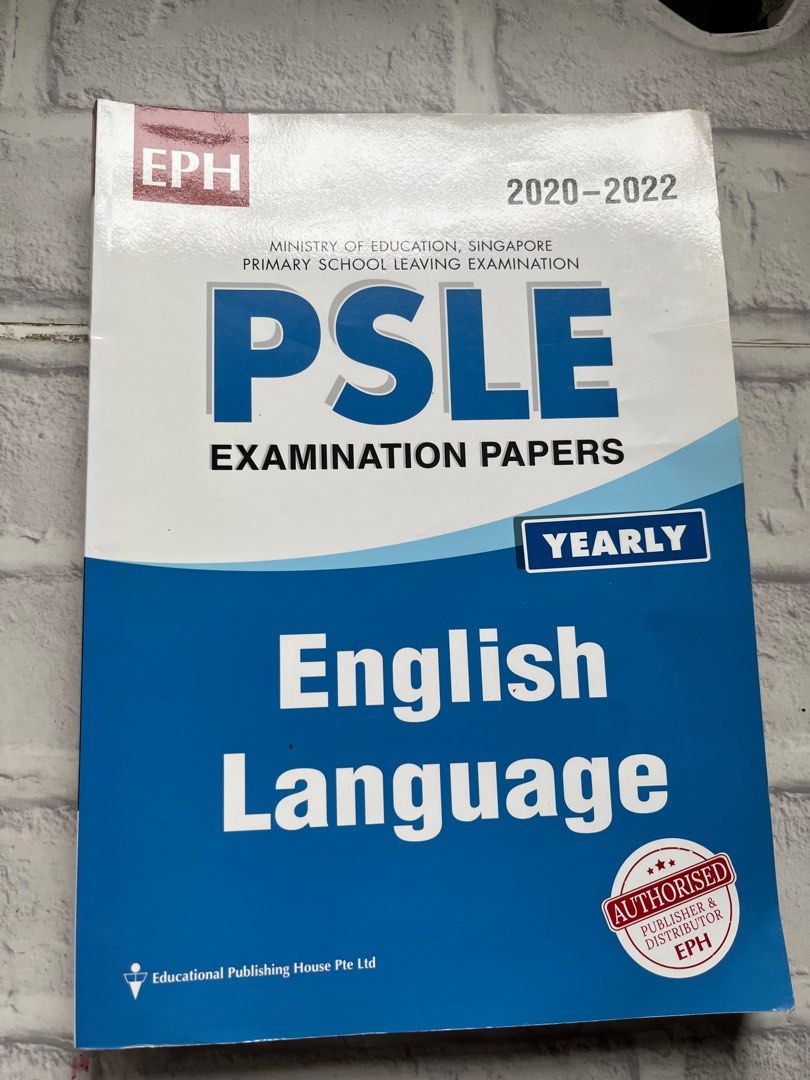 EPH
2020-2022
MINISTRY OF EDUCATION, SINGAPORE
PRIMARY SCHOOL LEAVING EXAMINATION
PSLE
EXAMINATION PAPERS
YEARLY
English
Language
AUTHORISED
PUBLISHER &
DISTRIBUTOR
EPH
Educational Publishing House Pte Ltd